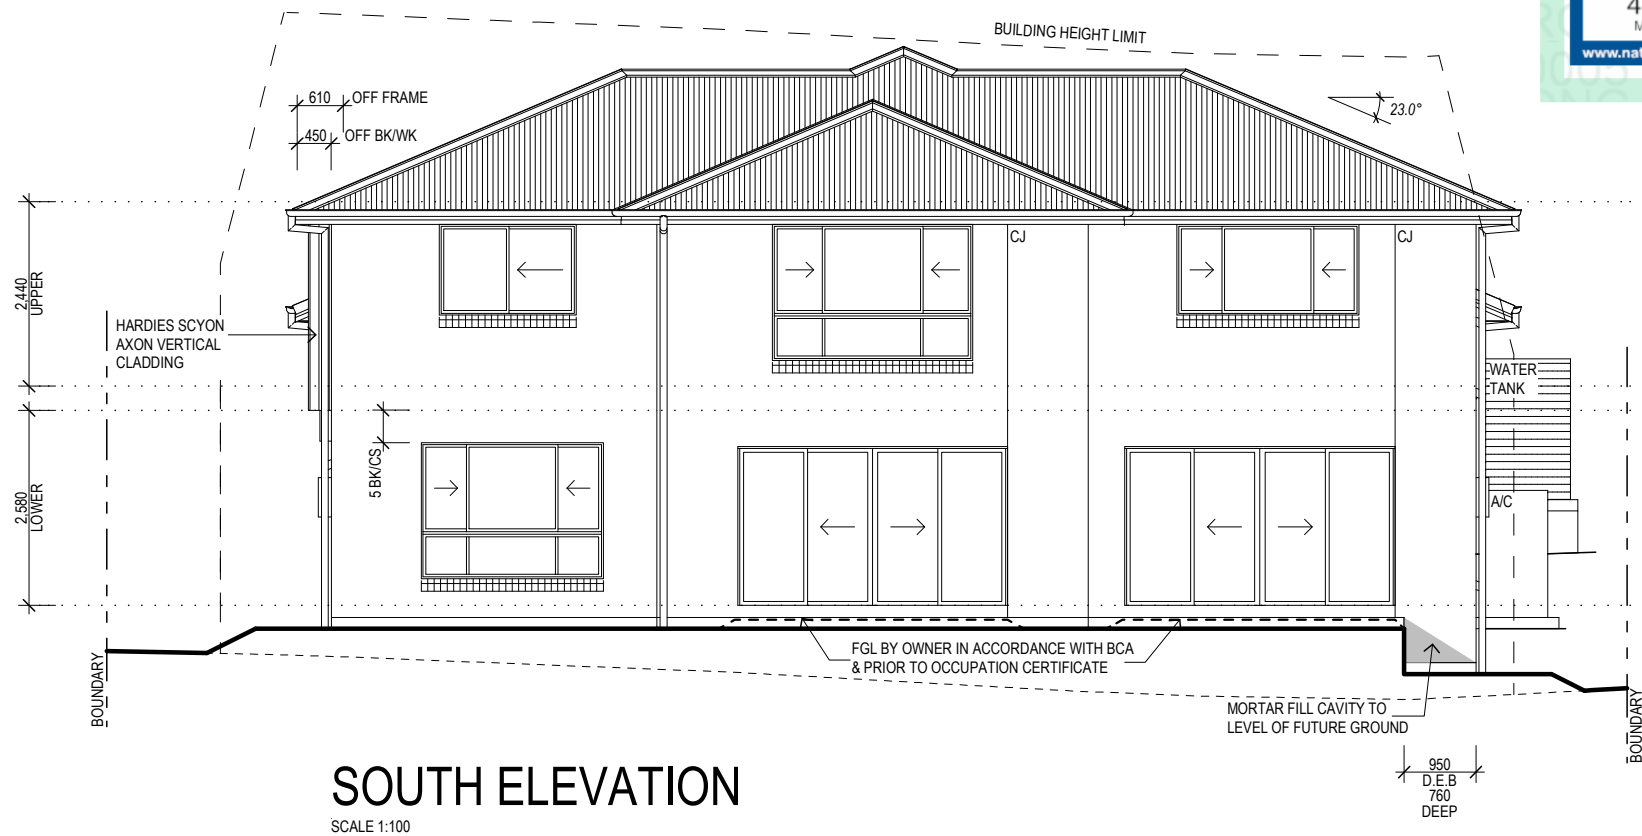 BUILDING HEIGHT LIMIT
www.nat
610 OFF FRAME
450 OFF BK/WK
23.0°
2,440
UPPER
CJ
CJ
HARDIES SCYON
AXON VERTICAL
CLADDING
WATER
TANK
5 BK/CS
2,580
LOWER
A/C
FGL BY OWNER IN ACCORDANCE WITH BCA
& PRIOR TO OCCUPATION CERTIFICATE
BOUNDARY
MORTAR FILL CAVITY TO
LEVEL OF FUTURE GROUND
BOUNDARY
950
D.E.B
760
DEEP
SOUTH ELEVATION
SCALE 1:100